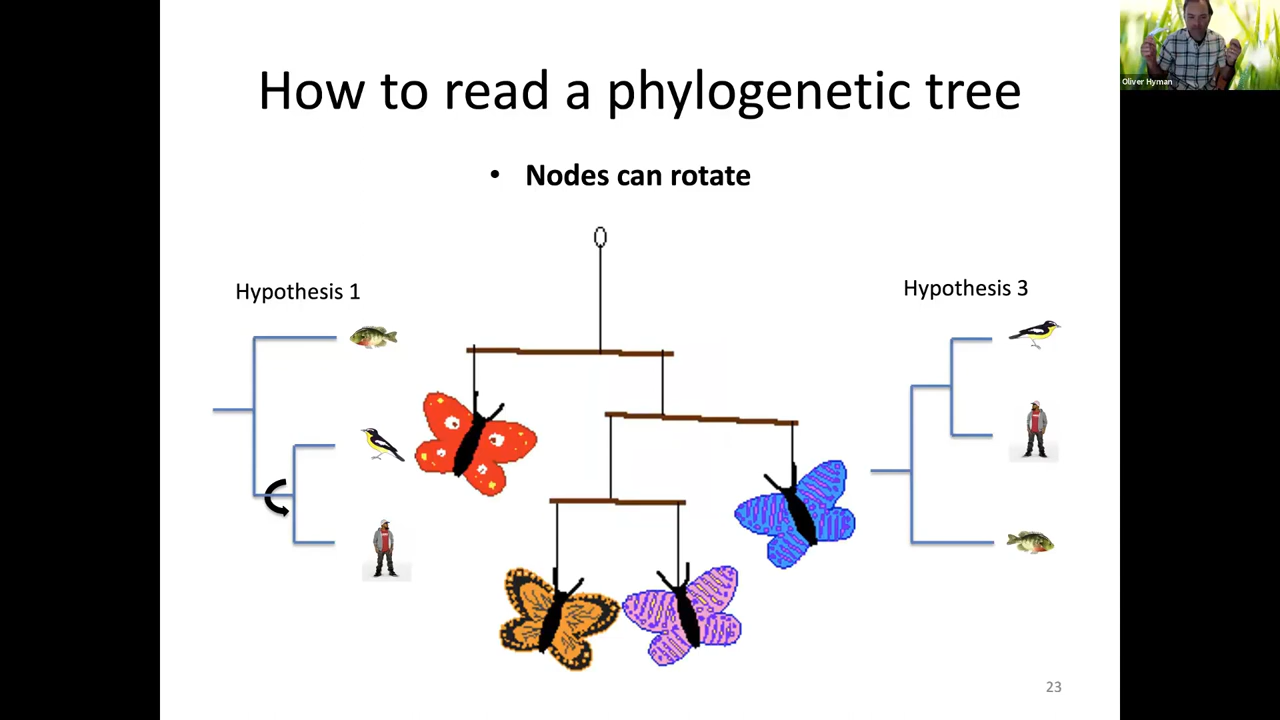 How to read a phylogenetic tree
• Nodes can rotate
Hypothesis 1
Hypothesis 3
Oliver Hyman
23